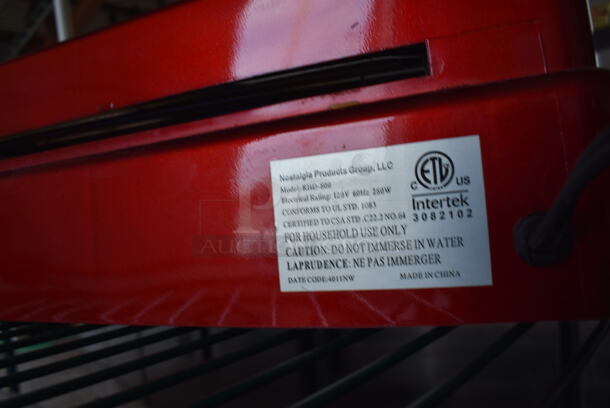 Nostalgia Products Group, LLC
Model: RHD-800
Electrical Rating: 120V 60Hz 250W
CONFORMS TO UL STD. 1083
CERTIFIED TO CSA STD .C22.2 NO.64
FOR HOUSEHOLD USE ONLY
CAUTION: DO NOT IMMERSE IN WATER
LAPRUDENCE: NE PAS IMMERGER
DATE CODE:4011NW MADE IN CHINA
ETL
C US
Intertek
3082102